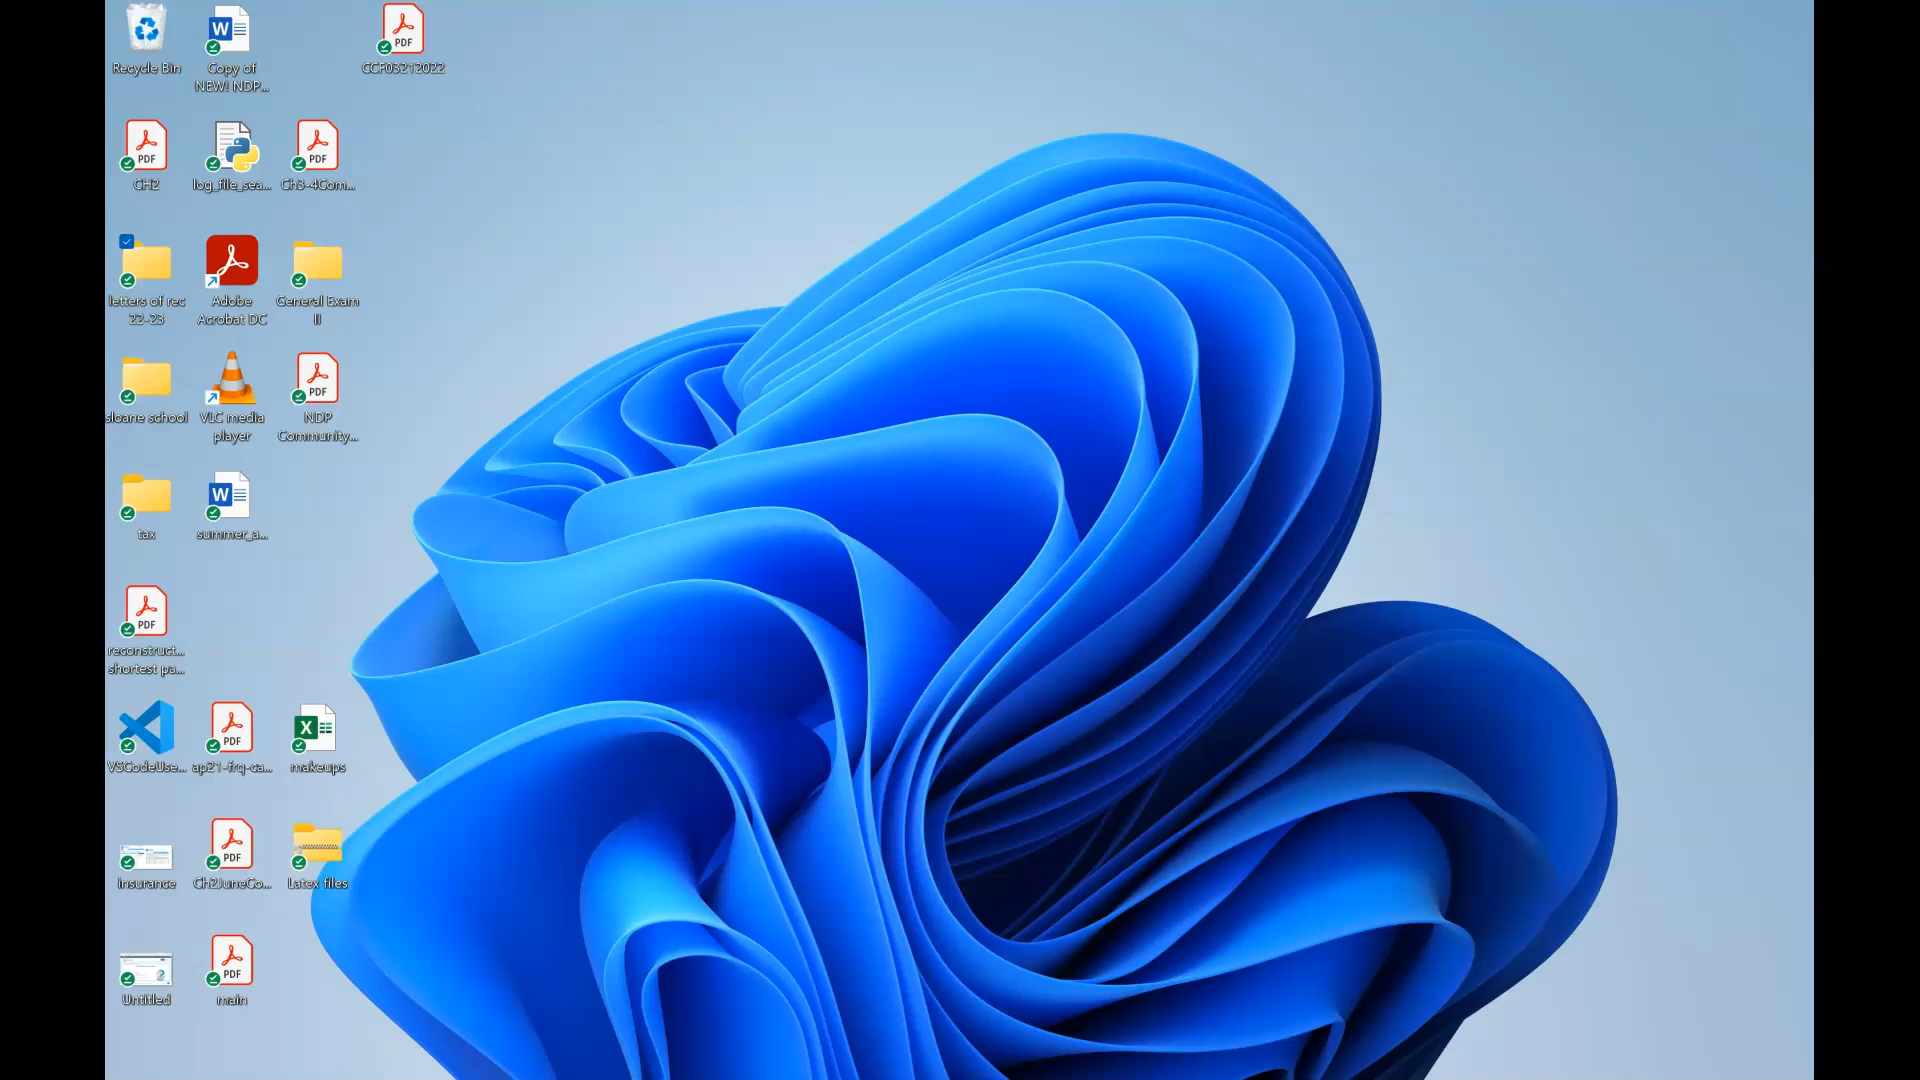 Recycle Bin
Copy of
NEW! NDP...
CCF03212022
CH2
log_file_sea...
Ch3-4Com...
letters of rec
22-23
Adobe
Acrobat DC
General Exam
II
sloane school
VLC media
player
NDP
Community...
tax
summer_a...
reconstruct...
shortest pa...
VSCodeUse...
ap21-frq-ca...
makeups
insurance
Ch2JuneCo...
Latex files
Untitled
main
PDF
PDF
PDF
PDF
PDF
PDF
PDF
PDF
W
W
X